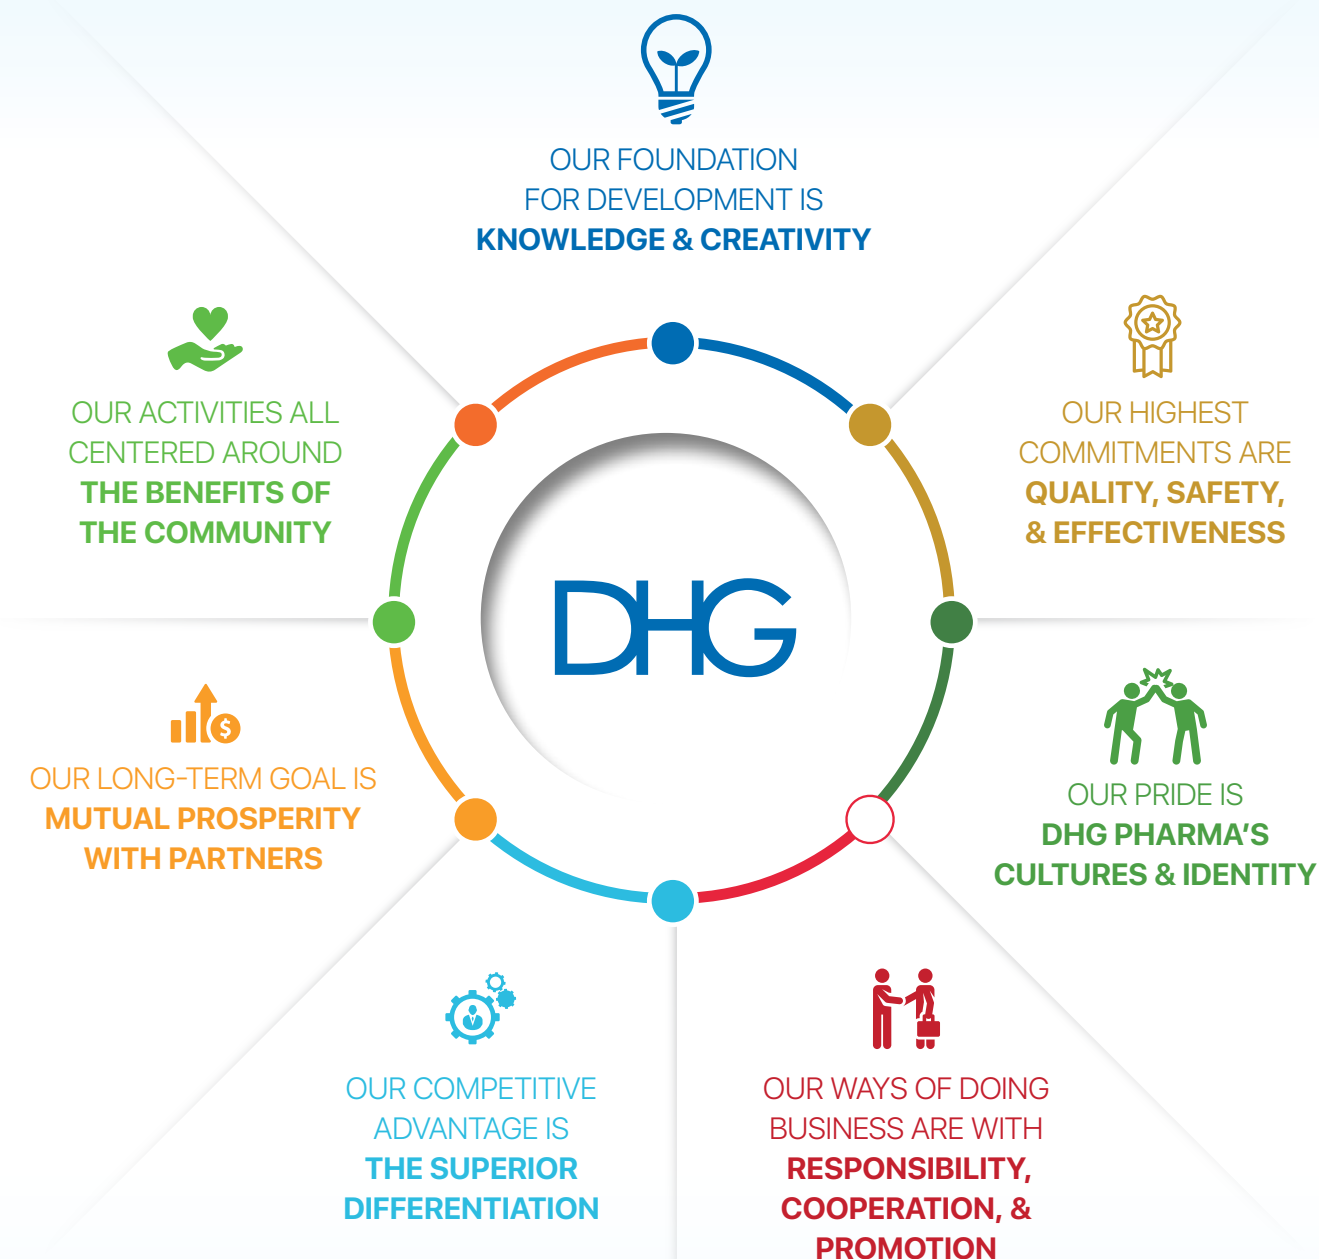 OUR FOUNDATION
FOR DEVELOPMENT IS
KNOWLEDGE & CREATIVITY
OUR HIGHEST
COMMITMENTS ARE
QUALITY, SAFETY,
& EFFECTIVENESS
OUR PRIDE IS
DHG PHARMA'S
CULTURES & IDENTITY
OUR WAYS OF DOING
BUSINESS ARE WITH
RESPONSIBILITY,
COOPERATION, &
PROMOTION
OUR COMPETITIVE
ADVANTAGE IS
THE SUPERIOR
DIFFERENTIATION
OUR LONG-TERM GOAL IS
MUTUAL PROSPERITY
WITH PARTNERS
OUR ACTIVITIES ALL
CENTERED AROUND
THE BENEFITS OF
THE COMMUNITY
DHG
$